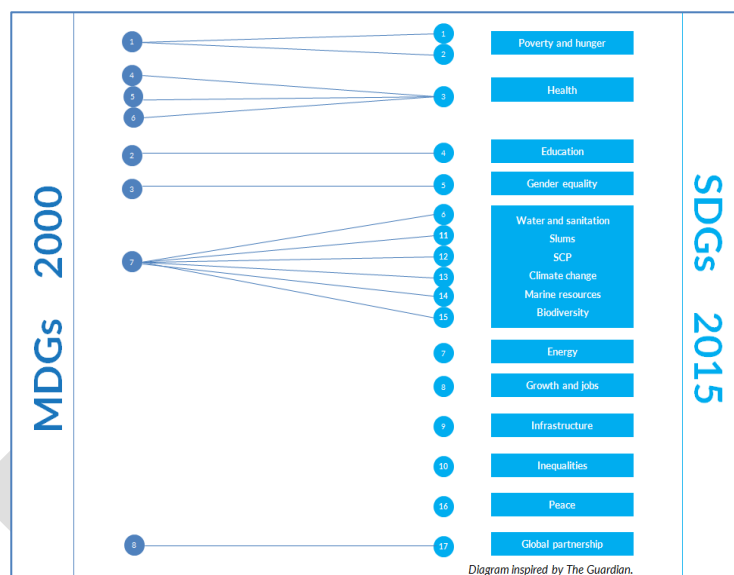 MDGs 2000
1
1
2
Poverty and hunger
4
5
6
3
Health
2
4
Education
3
5
Gender equality
7
6
11
12
13
14
15
Water and sanitation
Slums
SCP
Climate change
Marine resources
Biodiversity
7
Energy
8
Growth and jobs
9
Infrastructure
10
Inequalities
16
Peace
8
17
Global partnership
SDGs 2015
Diagram inspired by The Guardian.